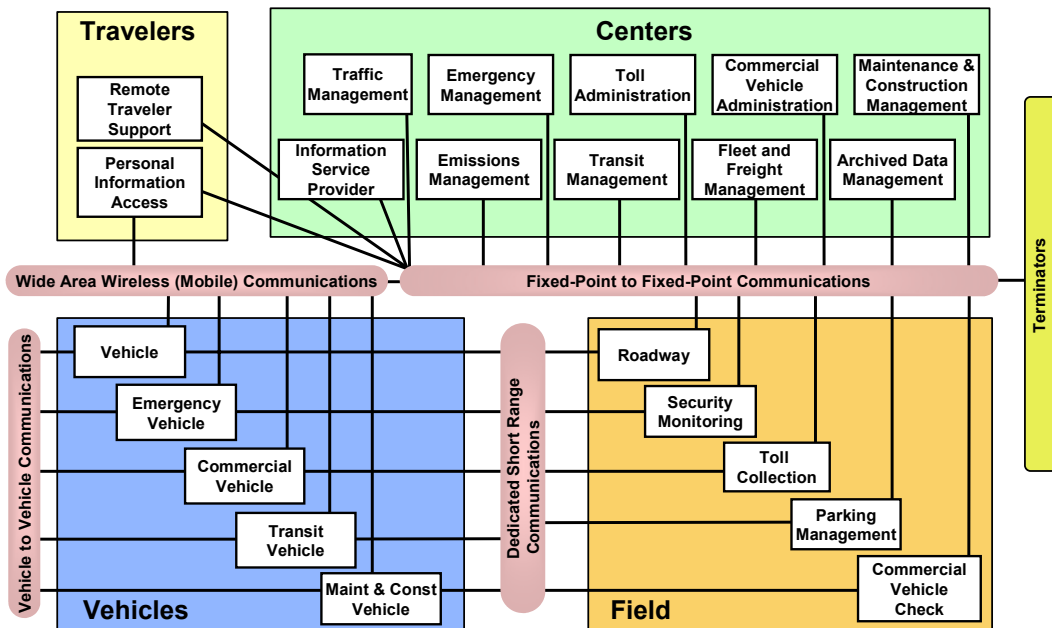 Travelers
Remote
Traveler
Support
Personal
Information
Access
Centers
Traffic
Management
Emergency
Management
Toll
Administration
Commercial
Vehicle
Administration
Maintenance &
Construction
Management
Information
Service
Provider
Emissions
Management
Transit
Management
Fleet and
Freight
Management
Archived Data
Management
Terminators
Wide Area Wireless (Mobile) Communications
Fixed-Point to Fixed-Point Communications
Vehicle to Vehicle Communications
Vehicle
Emergency
Vehicle
Commercial
Vehicle
Transit
Vehicle
Maint & Const
Vehicle
Vehicles
Dedicated Short Range
Communications
Roadway
Security
Monitoring
Toll
Collection
Parking
Management
Commercial
Vehicle
Check
Field